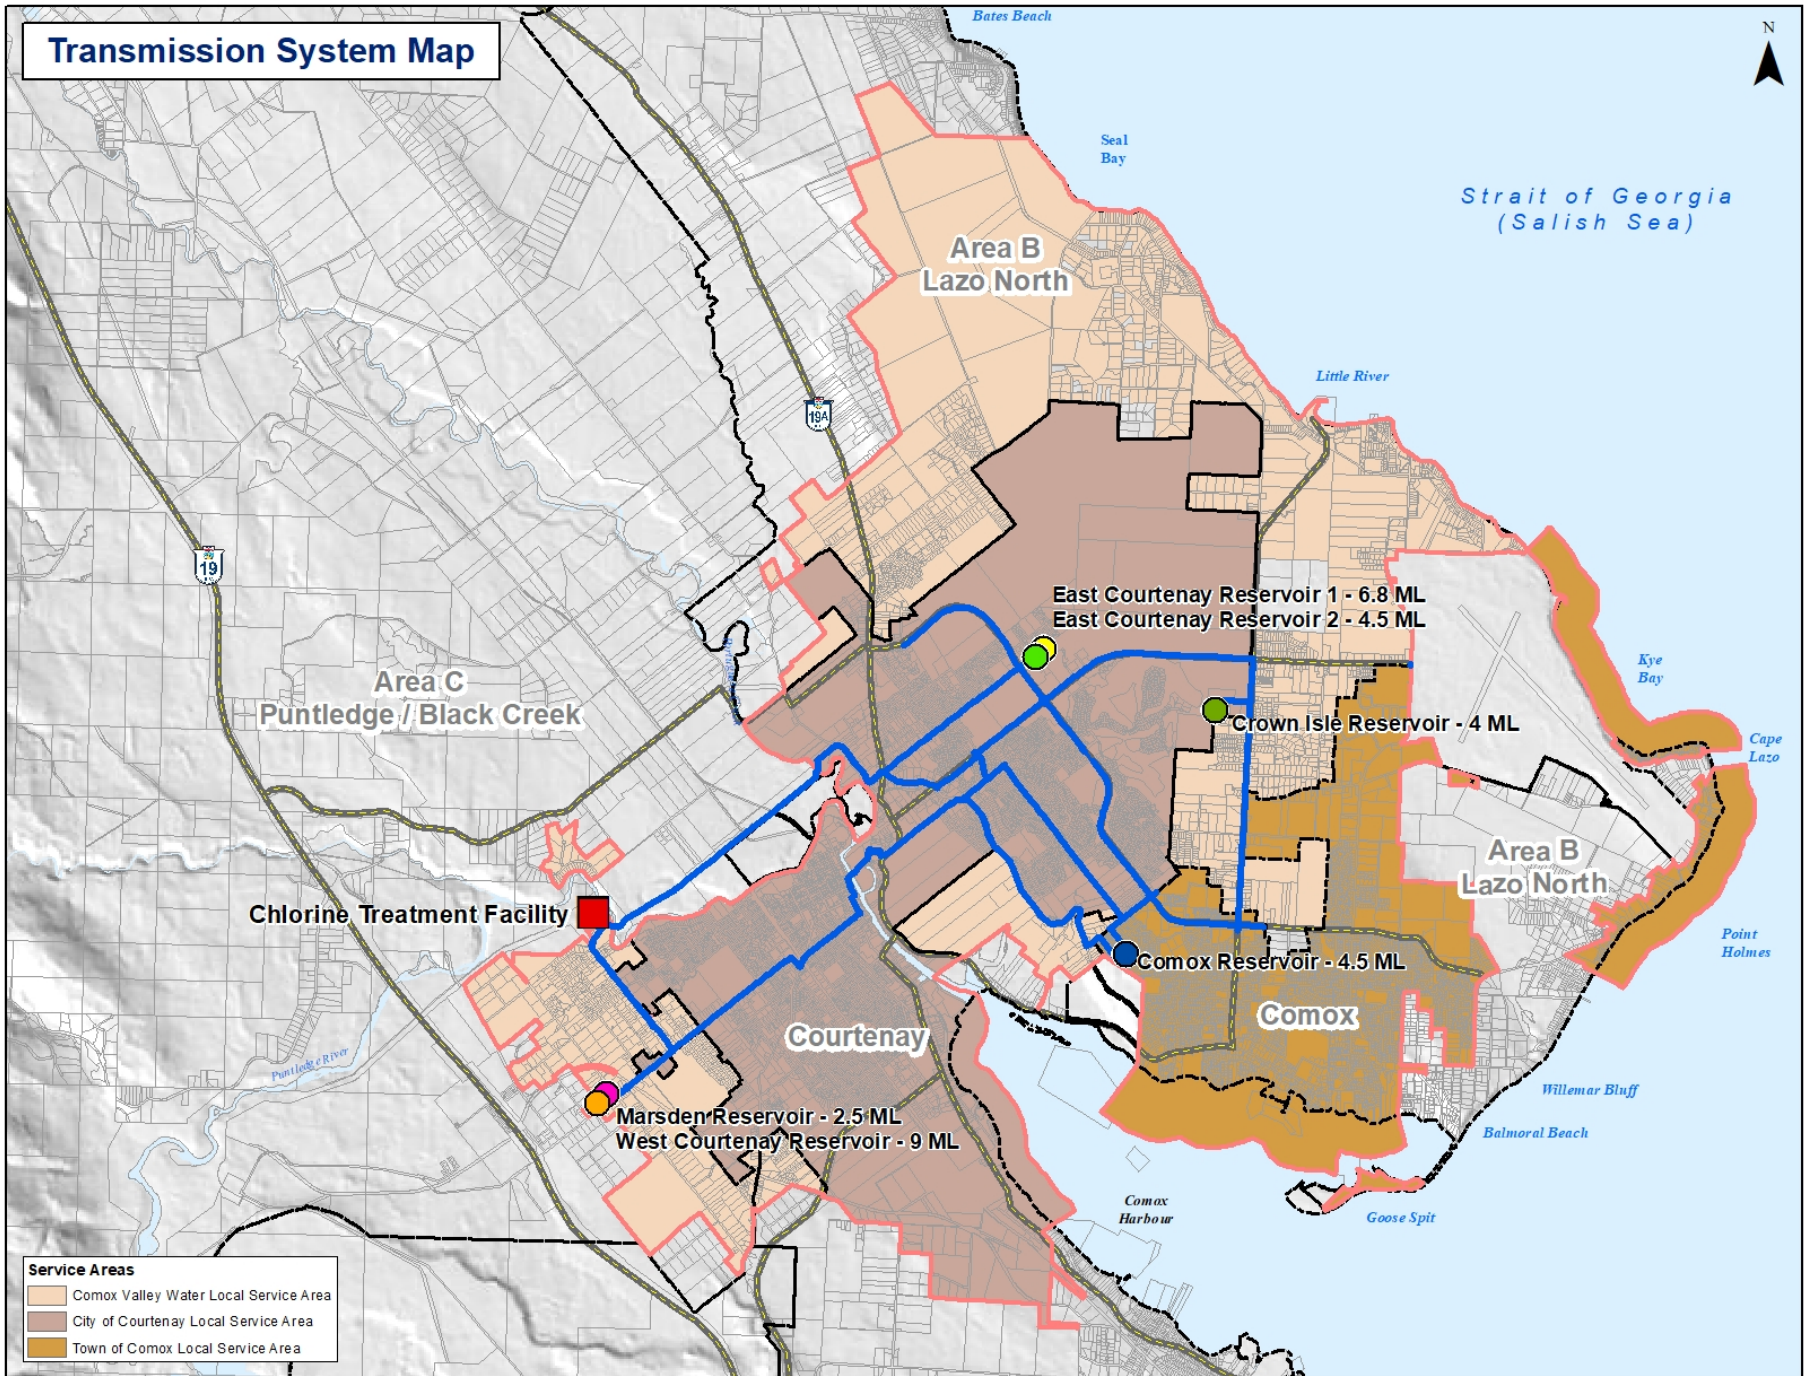 Transmission System Map
Bates Beach
N
Seal
Bay
Strait of Georgia
(Salish Sea)
Area B
Lazo North
Little River
19A
19
East Courtenay Reservoir 1 - 6.8 ML
East Courtenay Reservoir 2 - 4.5 ML
Kye
Bay
Area C
Puntledge / Black Creek
Crown Isle Reservoir - 4 ML
Cape
Lazo
Area B
Lazo North
Chlorine Treatment Facility
Point
Holmes
Comox Reservoir - 4.5 ML
Comox
Courtenay
Puntledge River
Willemar Bluff
Marsden Reservoir - 2.5 ML
West Courtenay Reservoir - 9 ML
Balmoral Beach
Comox
Harbour
Goose Spit
Service Areas
Comox Valley Water Local Service Area
City of Courtenay Local Service Area
Town of Comox Local Service Area